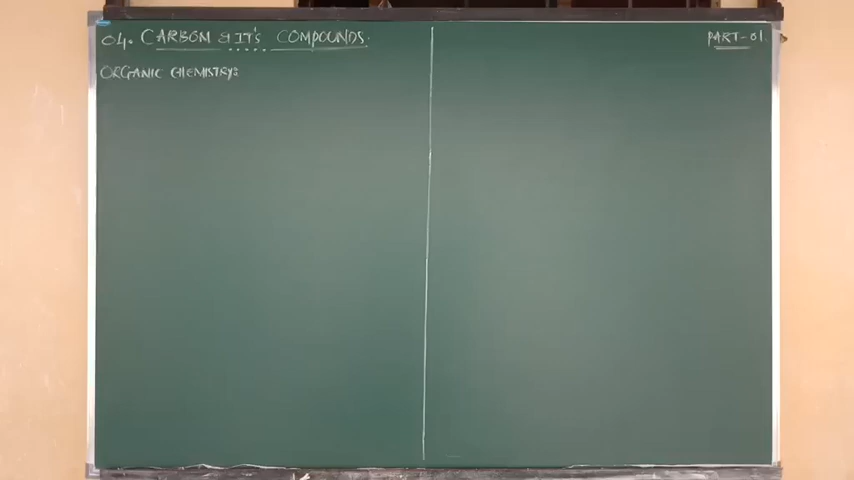 04. CARBON & IT'S COMPOUNDS.
PART-01.
ORGANIC CHEMISTRY: